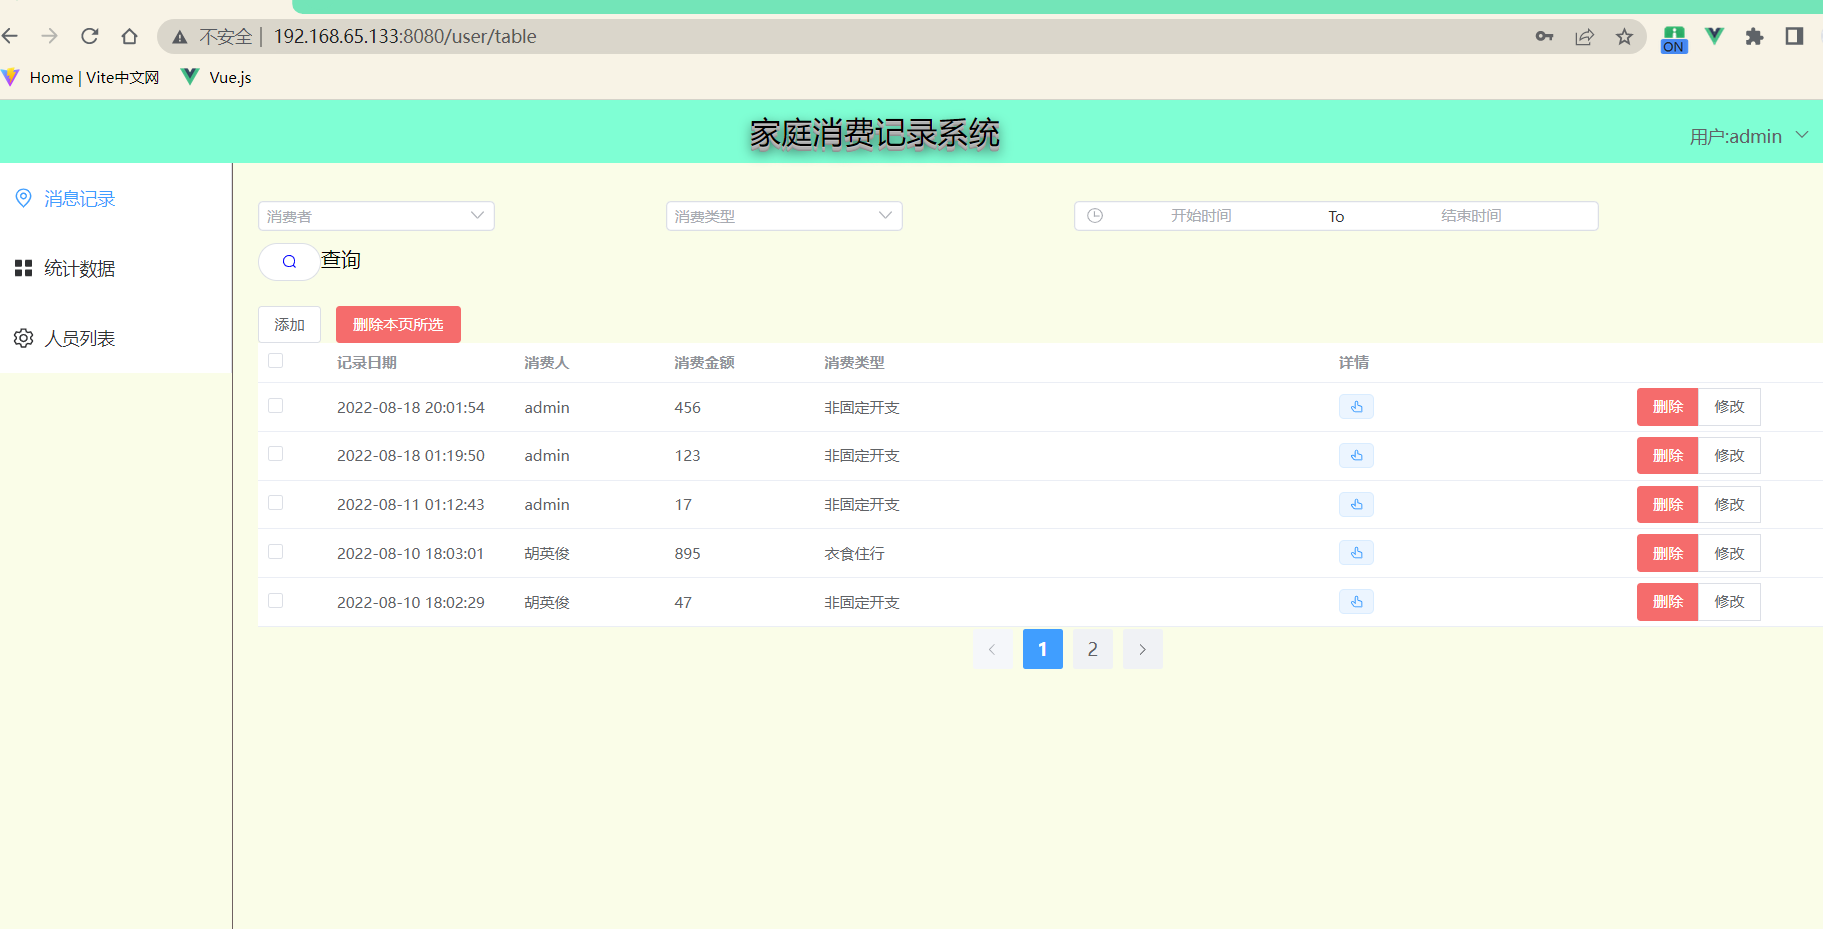 不安全 | 192.168.65.133:8080/user/table
ON
Home | Vite中文网 Vue.js
家庭消费记录系统
用户:admin
消息记录
统计数据
人员列表
消费者 消费类型 开始时间 To 结束时间
查询
添加 删除本页所选
记录日期 消费人 消费金额 消费类型 详情
2022-08-18 20:01:54 admin 456 非固定开支 删除 修改
2022-08-18 01:19:50 admin 123 非固定开支 删除 修改
2022-08-11 01:12:43 admin 17 非固定开支 删除 修改
2022-08-10 18:03:01 胡英俊 895 衣食住行 删除 修改
2022-08-10 18:02:29 胡英俊 47 非固定开支 删除 修改
1 2